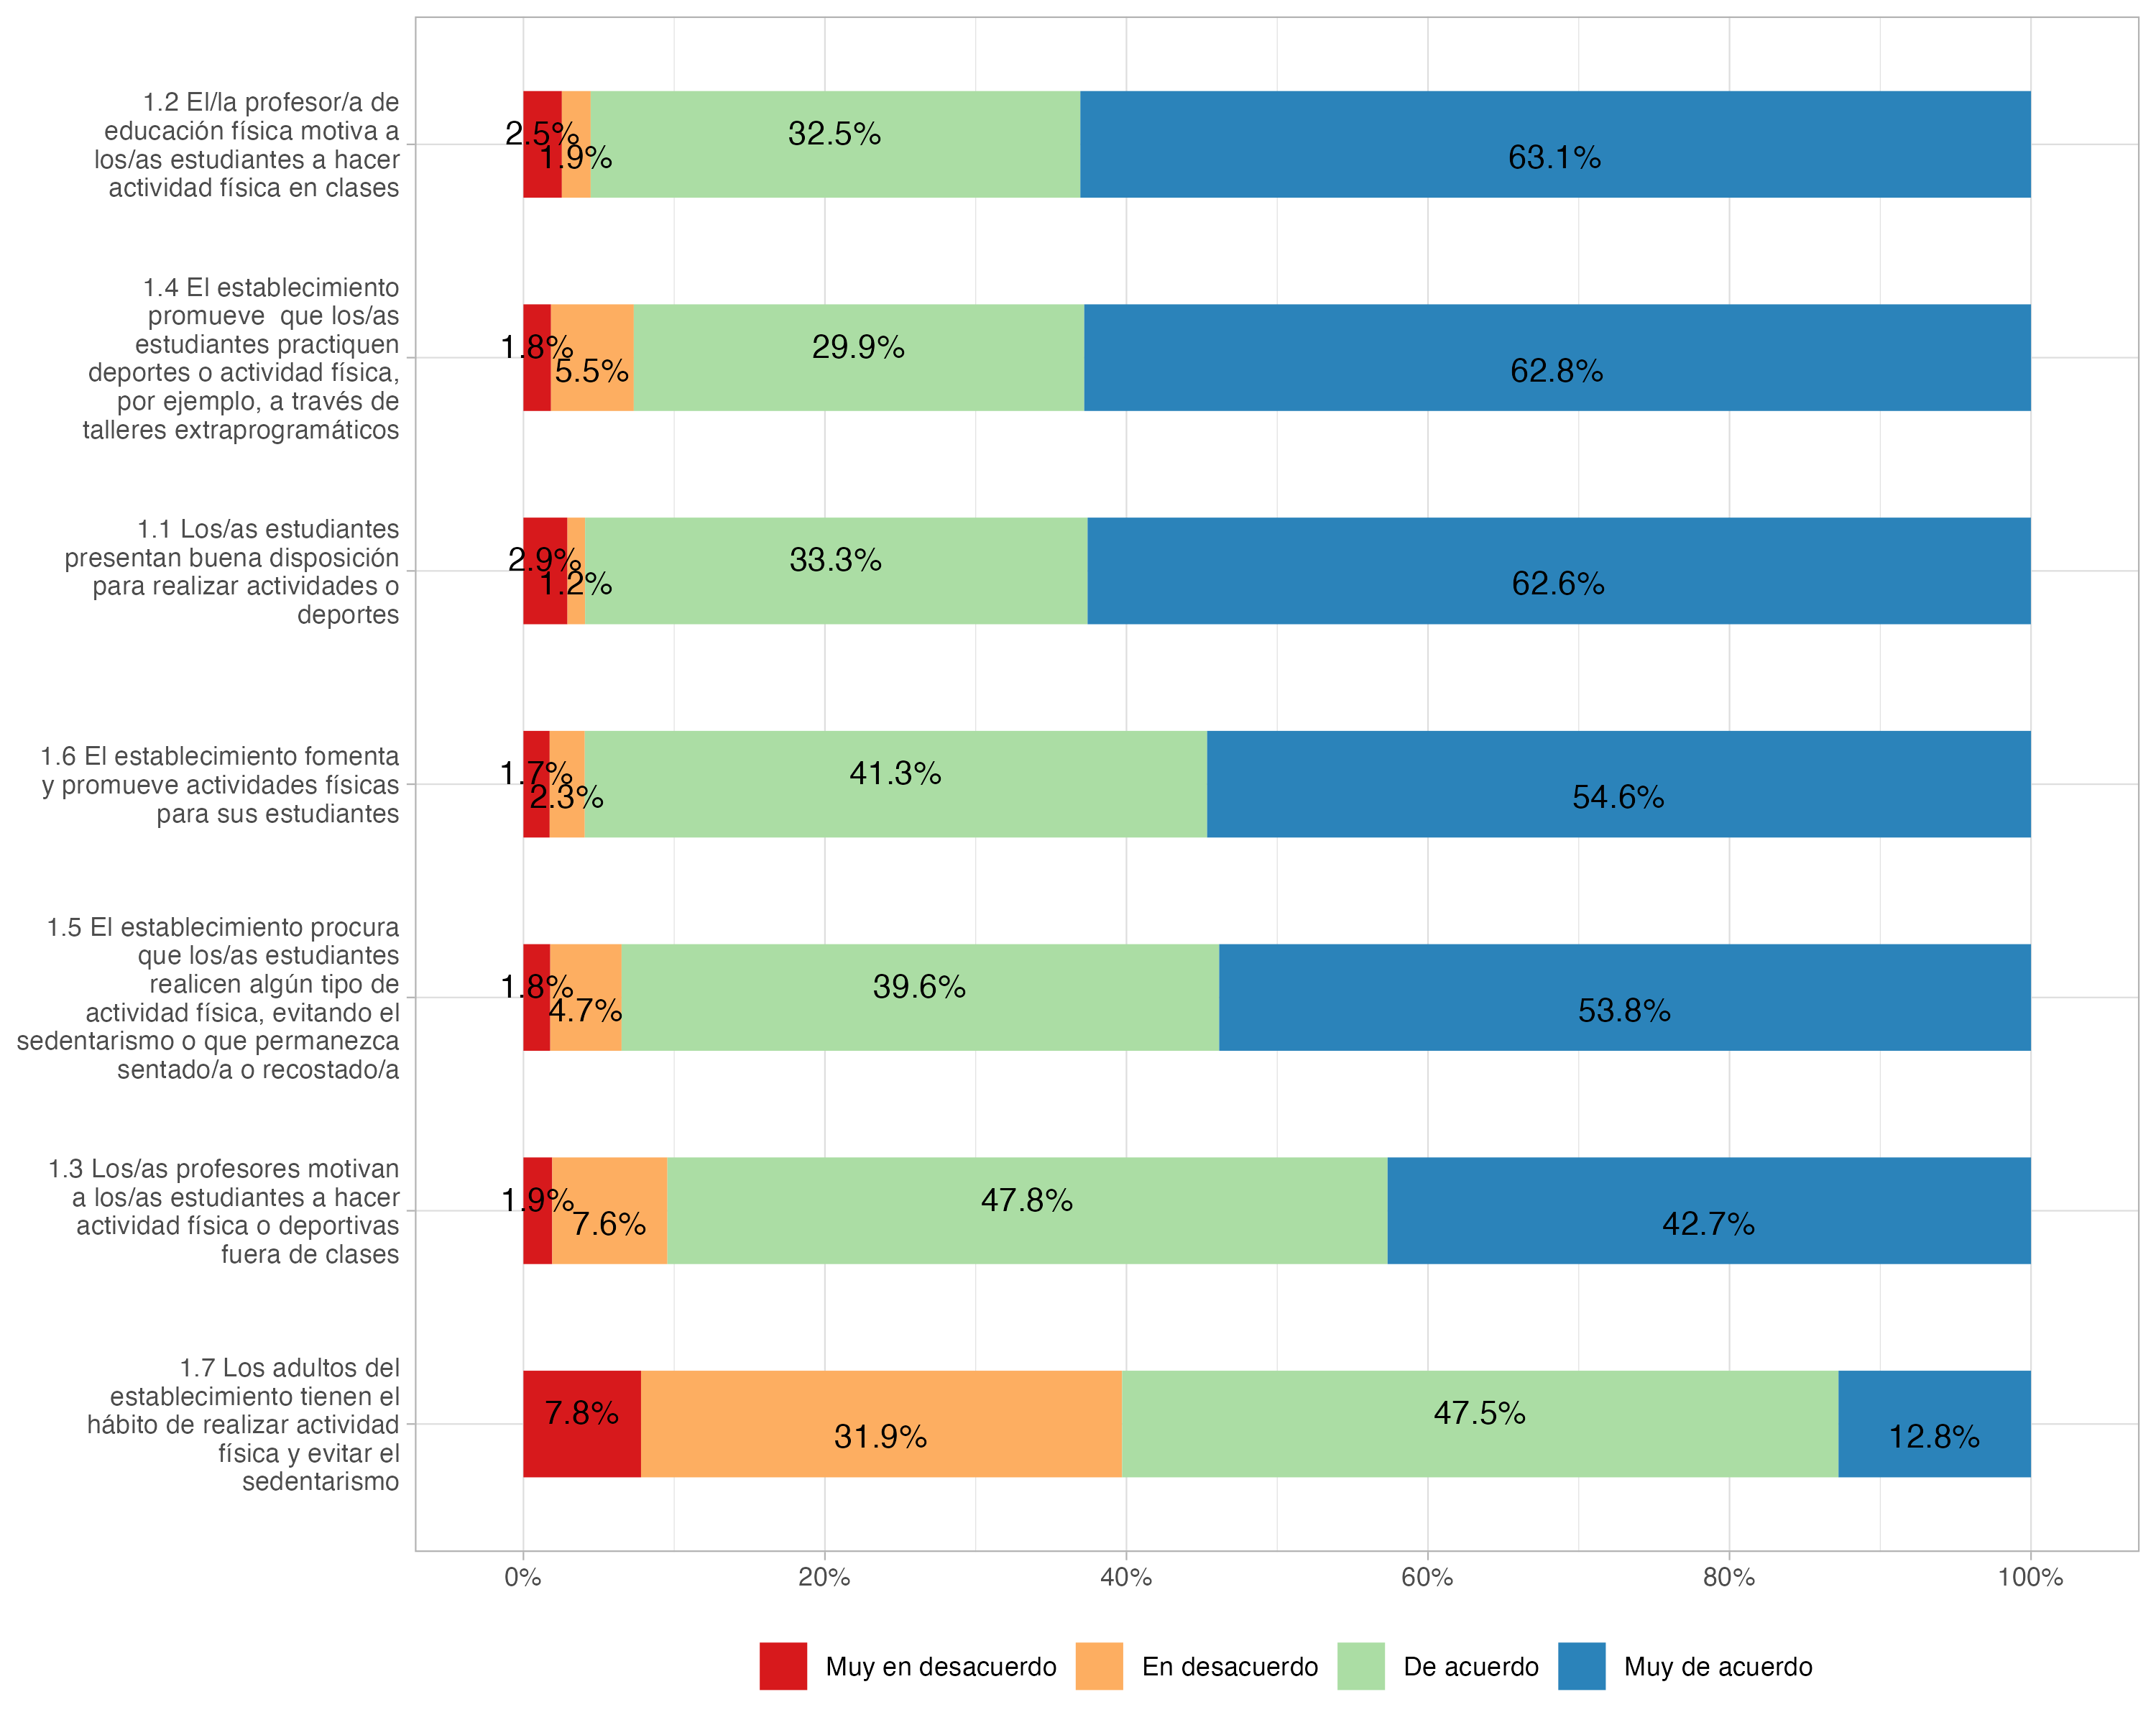 1.2 El/la profesor/a de
educación física motiva a
los/as estudiantes a hacer
actividad física en clases
2.5%
1.9%
32.5%
63.1%
1.4 El establecimiento
promueve  que los/as
estudiantes practiquen
deportes o actividad física,
por ejemplo, a través de
talleres extraprogramáticos
1.8%
5.5%
29.9%
62.8%
1.1 Los/as estudiantes
presentan buena disposición
para realizar actividades o
deportes
2.9%
1.2%
33.3%
62.6%
1.6 El establecimiento fomenta
y promueve actividades físicas
para sus estudiantes
1.7%
2.3%
41.3%
54.6%
1.5 El establecimiento procura
que los/as estudiantes
realicen algún tipo de
actividad física, evitando el
sedentarismo o que permanezca
sentado/a o recostado/a
1.8%
4.7%
39.6%
53.8%
1.3 Los/as profesores motivan
a los/as estudiantes a hacer
actividad física o deportivas
fuera de clases
1.9%
7.6%
47.8%
42.7%
1.7 Los adultos del
establecimiento tienen el
hábito de realizar actividad
física y evitar el
sedentarismo
7.8%
31.9%
47.5%
12.8%
0% 20% 40% 60% 80% 100%
Muy en desacuerdo En desacuerdo De acuerdo Muy de acuerdo